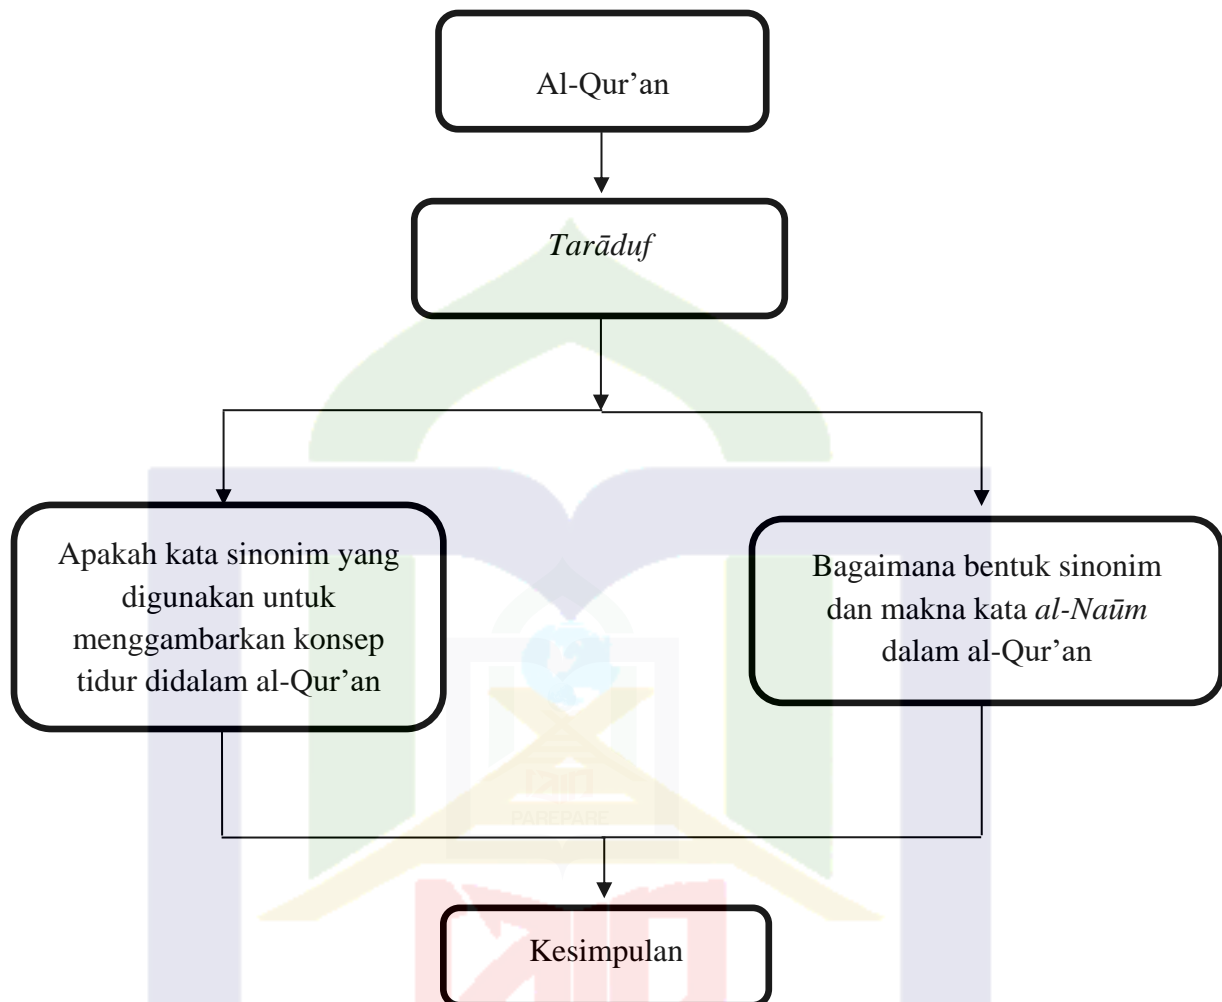 Al-Qur’an
Tarāduf
Apakah kata sinonim yang
digunakan untuk
menggambarkan konsep
tidur didalam al-Qur’an
Bagaimana bentuk sinonim
dan makna kata al-Naūm
dalam al-Qur’an
PAREPARE
Kesimpulan